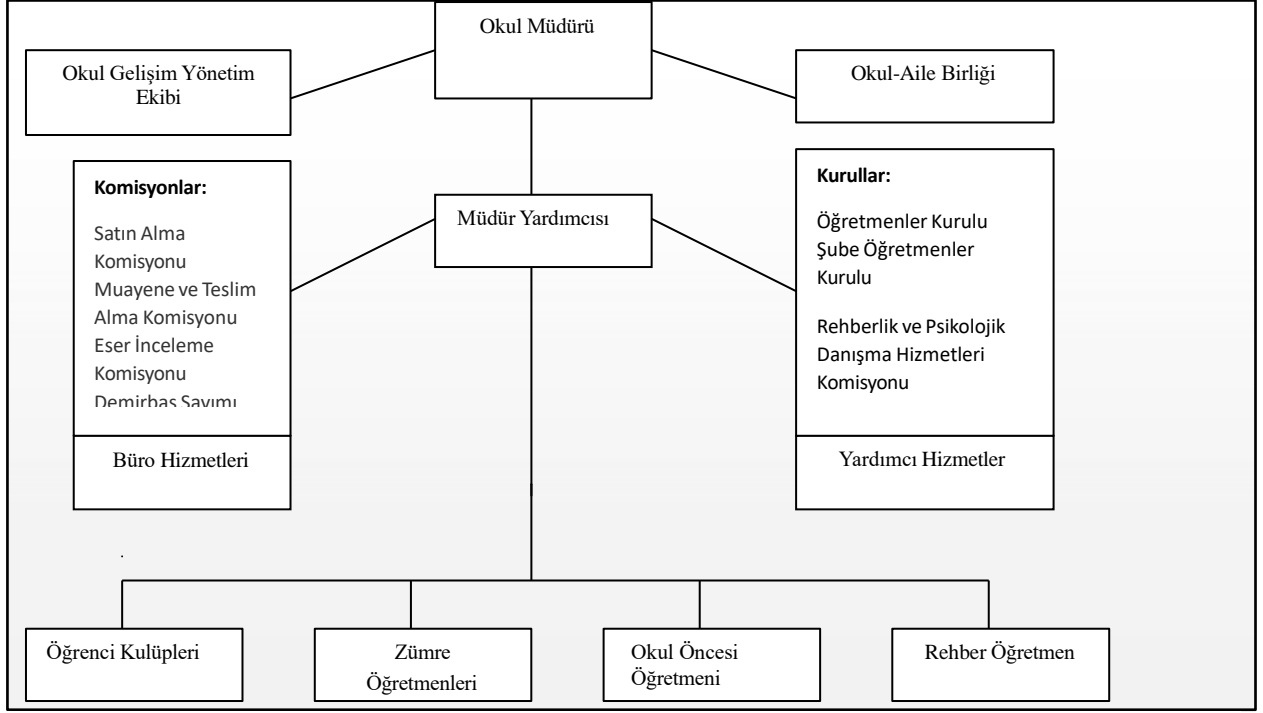 Okul Müdürü
Okul Gelişim Yönetim
Ekibi
Okul-Aile Birliği
Komisyonlar:
Satın Alma
Komisyonu
Muayene ve Teslim
Alma Komisyonu
Eser İnceleme
Komisyonu
Demirbaş Sayımı
Büro Hizmetleri
Müdür Yardımcısı
Kurullar:
Öğretmenler Kurulu
Şube Öğretmenler
Kurulu
Rehberlik ve Psikolojik
Danışma Hizmetleri
Komisyonu
Yardımcı Hizmetler
Öğrenci Kulüpleri
Zümre
Öğretmenleri
Okul Öncesi
Öğretmeni
Rehber Öğretmen